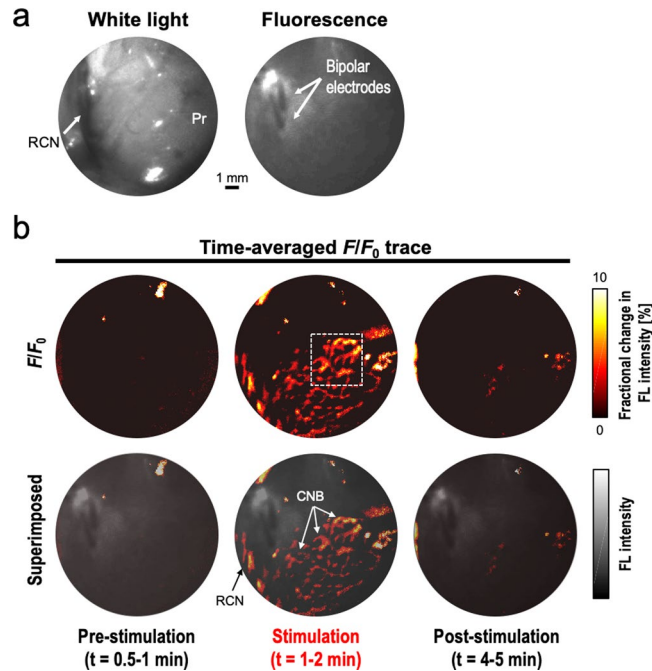 a
White light
Fluorescence
Bipolar
electrodes
Pr
RCN
1 mm
b
Time-averaged F/F0 trace
F/F0
10
Fractional change in
FL intensity [%]
0
Superimposed
CNB
RCN
FL intensity
Pre-stimulation
(t = 0.5-1 min)
Stimulation
(t = 1-2 min)
Post-stimulation
(t = 4-5 min)